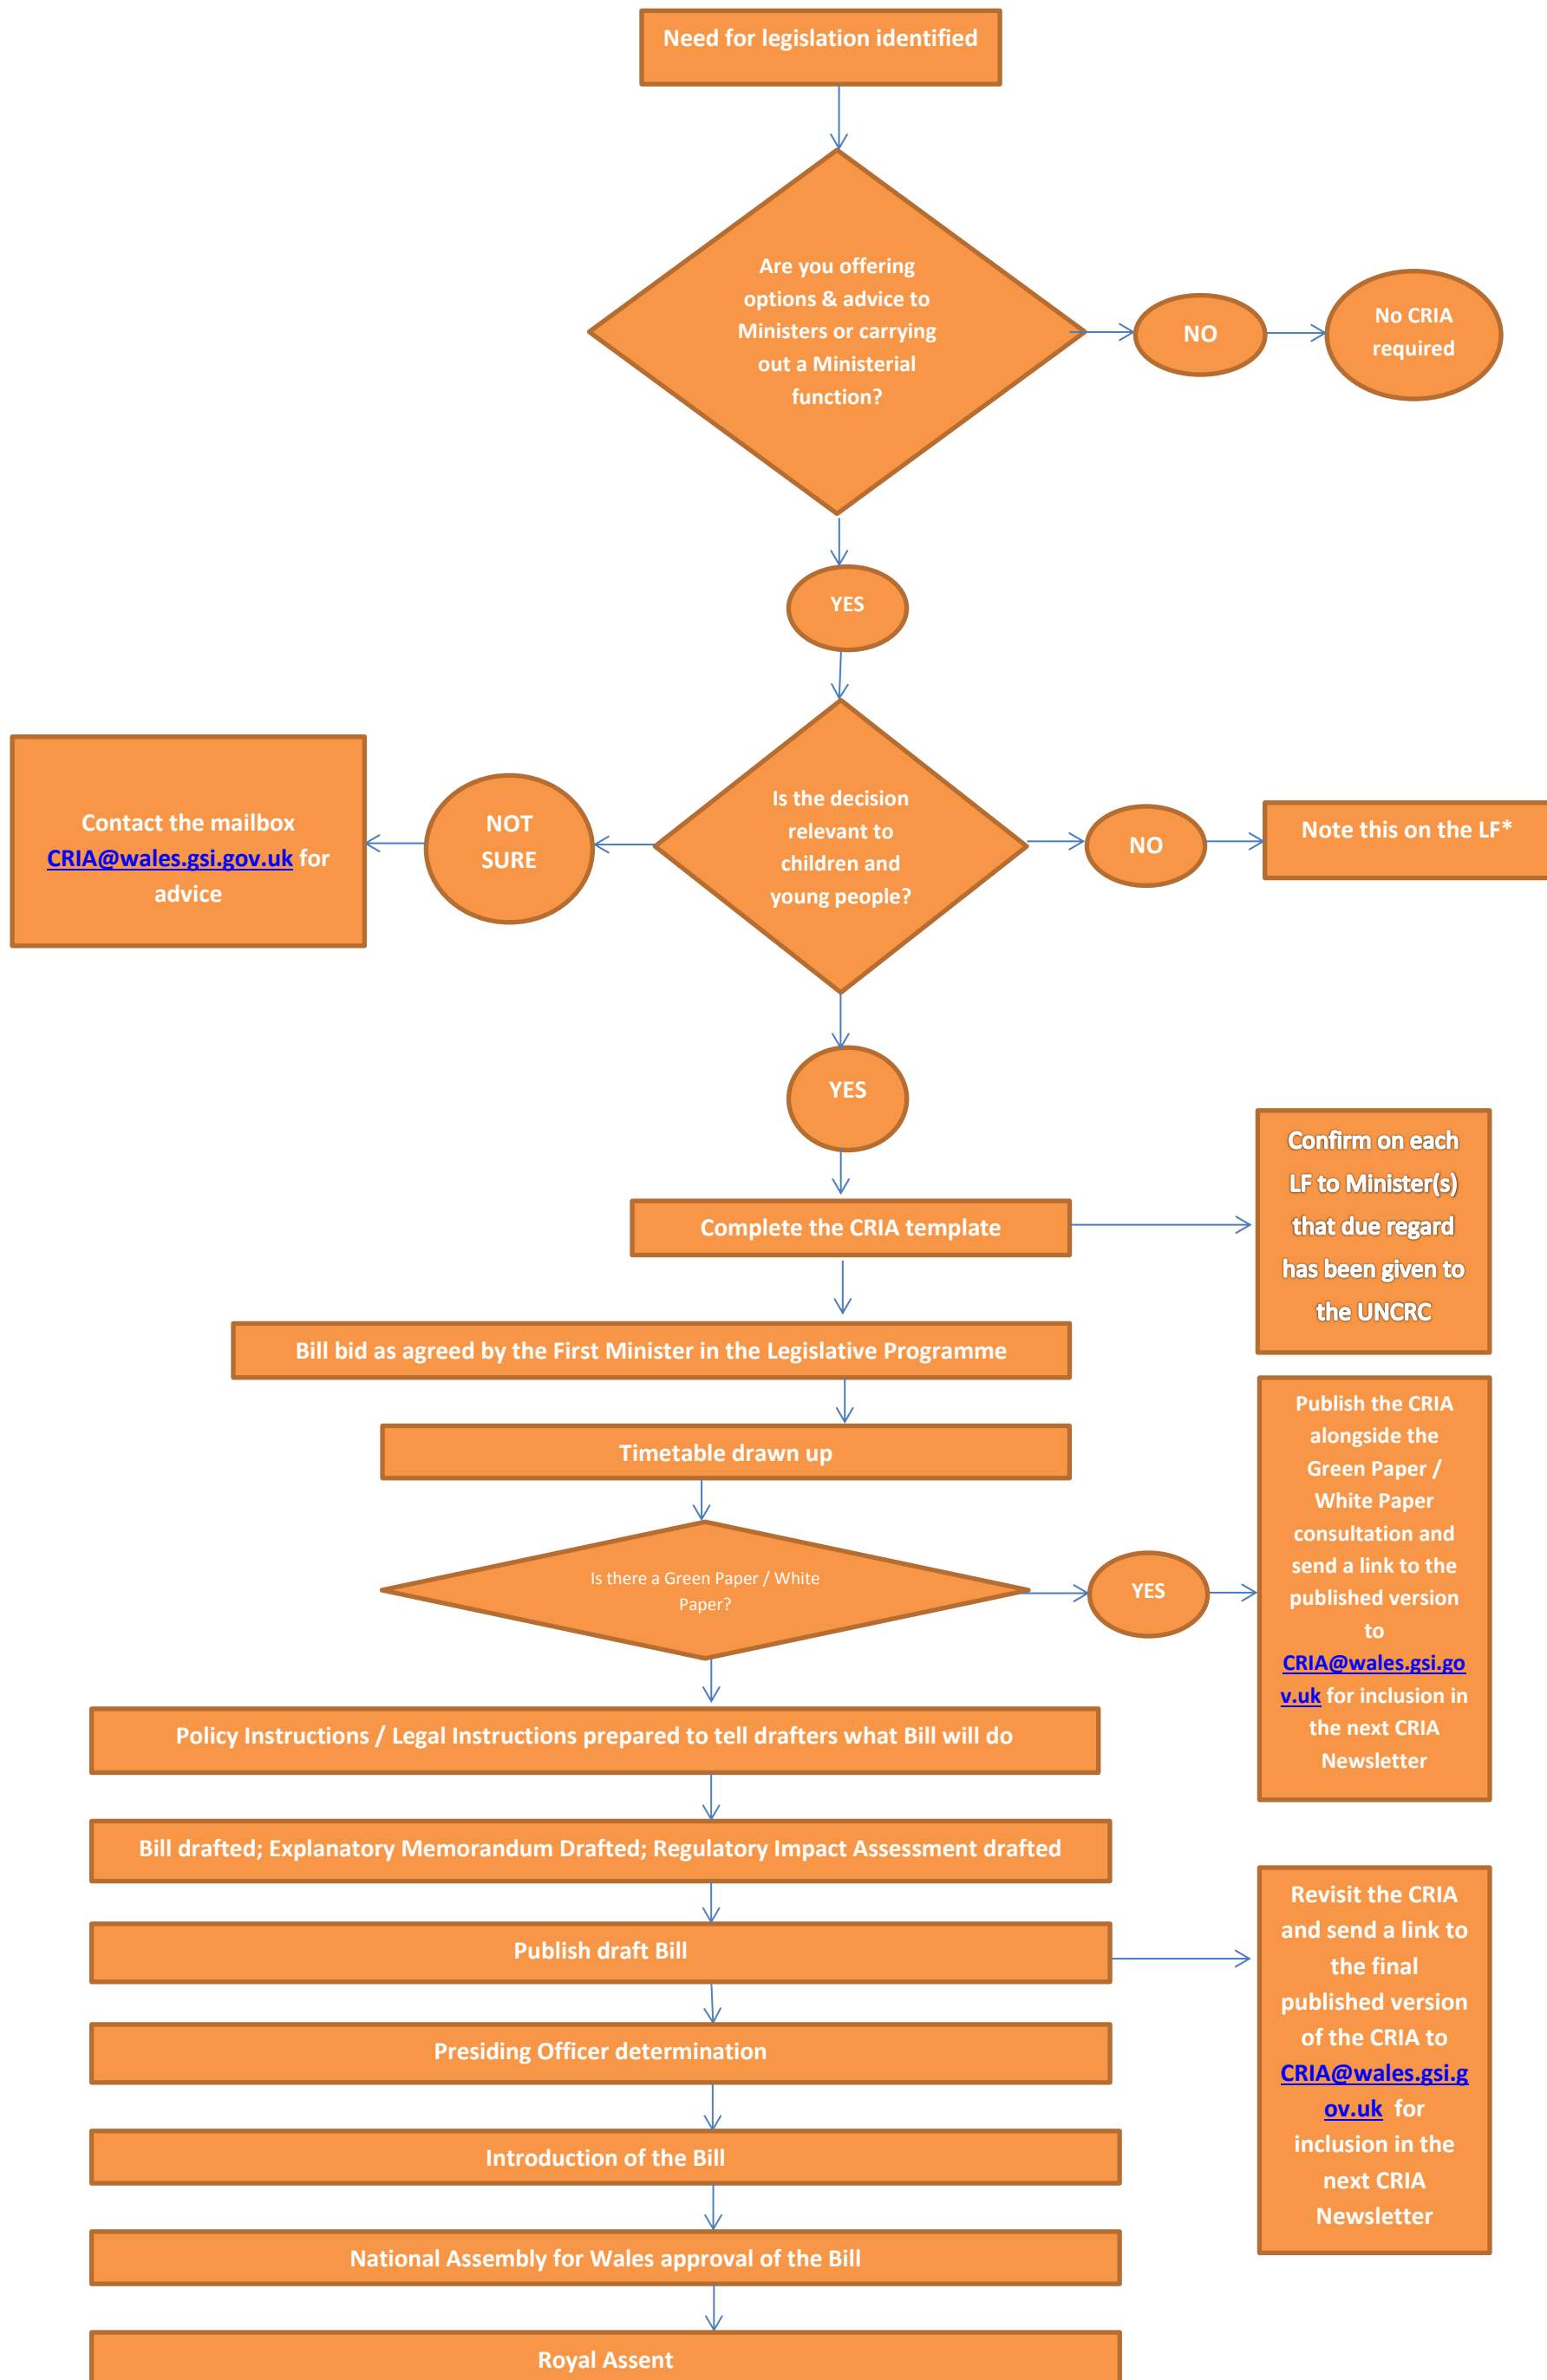 Need for legislation identified
Are you offering
options & advice to
Ministers or carrying
out a Ministerial
function?
NO
No CRIA
required
YES
Is the decision
relevant to
children and
young people?
NOT
SURE
Contact the mailbox
CRIA@wales.gsi.gov.uk for
advice
NO
Note this on the LF*
YES
Complete the CRIA template
Confirm on each
LF to Minister(s)
that due regard
has been given to
the UNCRC
Bill bid as agreed by the First Minister in the Legislative Programme
Timetable drawn up
Is there a Green Paper / White
Paper?
YES
Publish the CRIA
alongside the
Green Paper /
White Paper
consultation and
send a link to the
published version
to
CRIA@wales.gsi.go
v.uk for inclusion in
the next CRIA
Newsletter
Policy Instructions / Legal Instructions prepared to tell drafters what Bill will do
Bill drafted; Explanatory Memorandum Drafted; Regulatory Impact Assessment drafted
Publish draft Bill
Revisit the CRIA
and send a link to
the final
published version
of the CRIA to
CRIA@wales.gsi.g
ov.uk for
inclusion in the
next CRIA
Newsletter
Presiding Officer determination
Introduction of the Bill
National Assembly for Wales approval of the Bill
Royal Assent